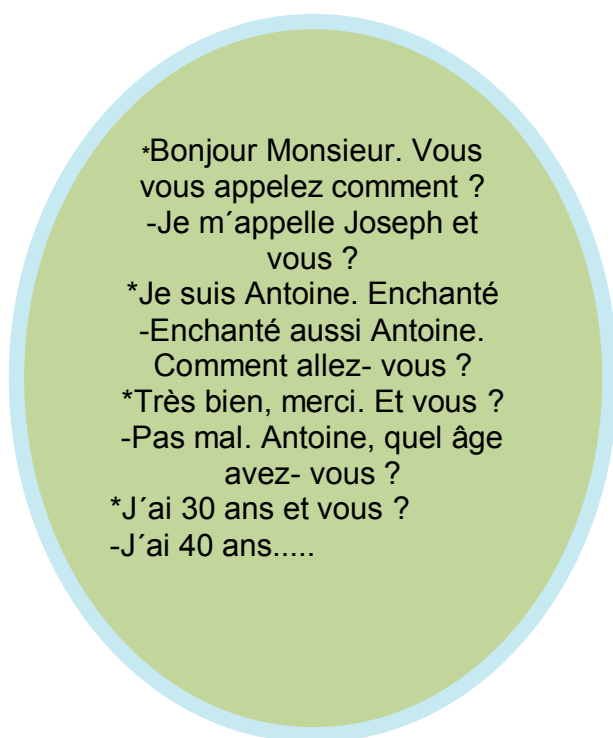 *Bonjour Monsieur. Vous
vous appelez comment ?
-Je m´appelle Joseph et
vous ?
*Je suis Antoine. Enchanté
-Enchanté aussi Antoine.
Comment allez- vous ?
*Très bien, merci. Et vous ?
-Pas mal. Antoine, quel âge
avez- vous ?
*J´ai 30 ans et vous ?
-J´ai 40 ans.....